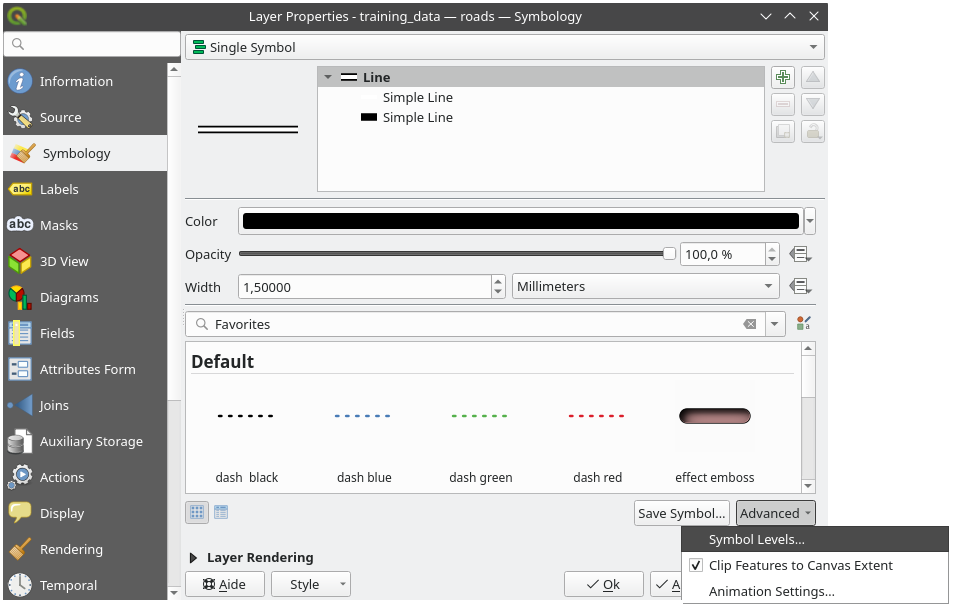 Layer Properties - training_data — roads — Symbology
Single Symbol
Information
Source
Symbology
Labels
Masks
3D View
Diagrams
Fields
Attributes Form
Joins
Auxiliary Storage
Actions
Display
Rendering
Temporal
Line
Simple Line
Simple Line
Color
Opacity 100,0 %
Width 1,50000 Millimeters
Favorites
Default
dash black dash blue dash green dash red effect emboss
Save Symbol... Advanced
Symbol Levels...
Clip Features to Canvas Extent
Animation Settings...
Layer Rendering
Aide Style Ok A